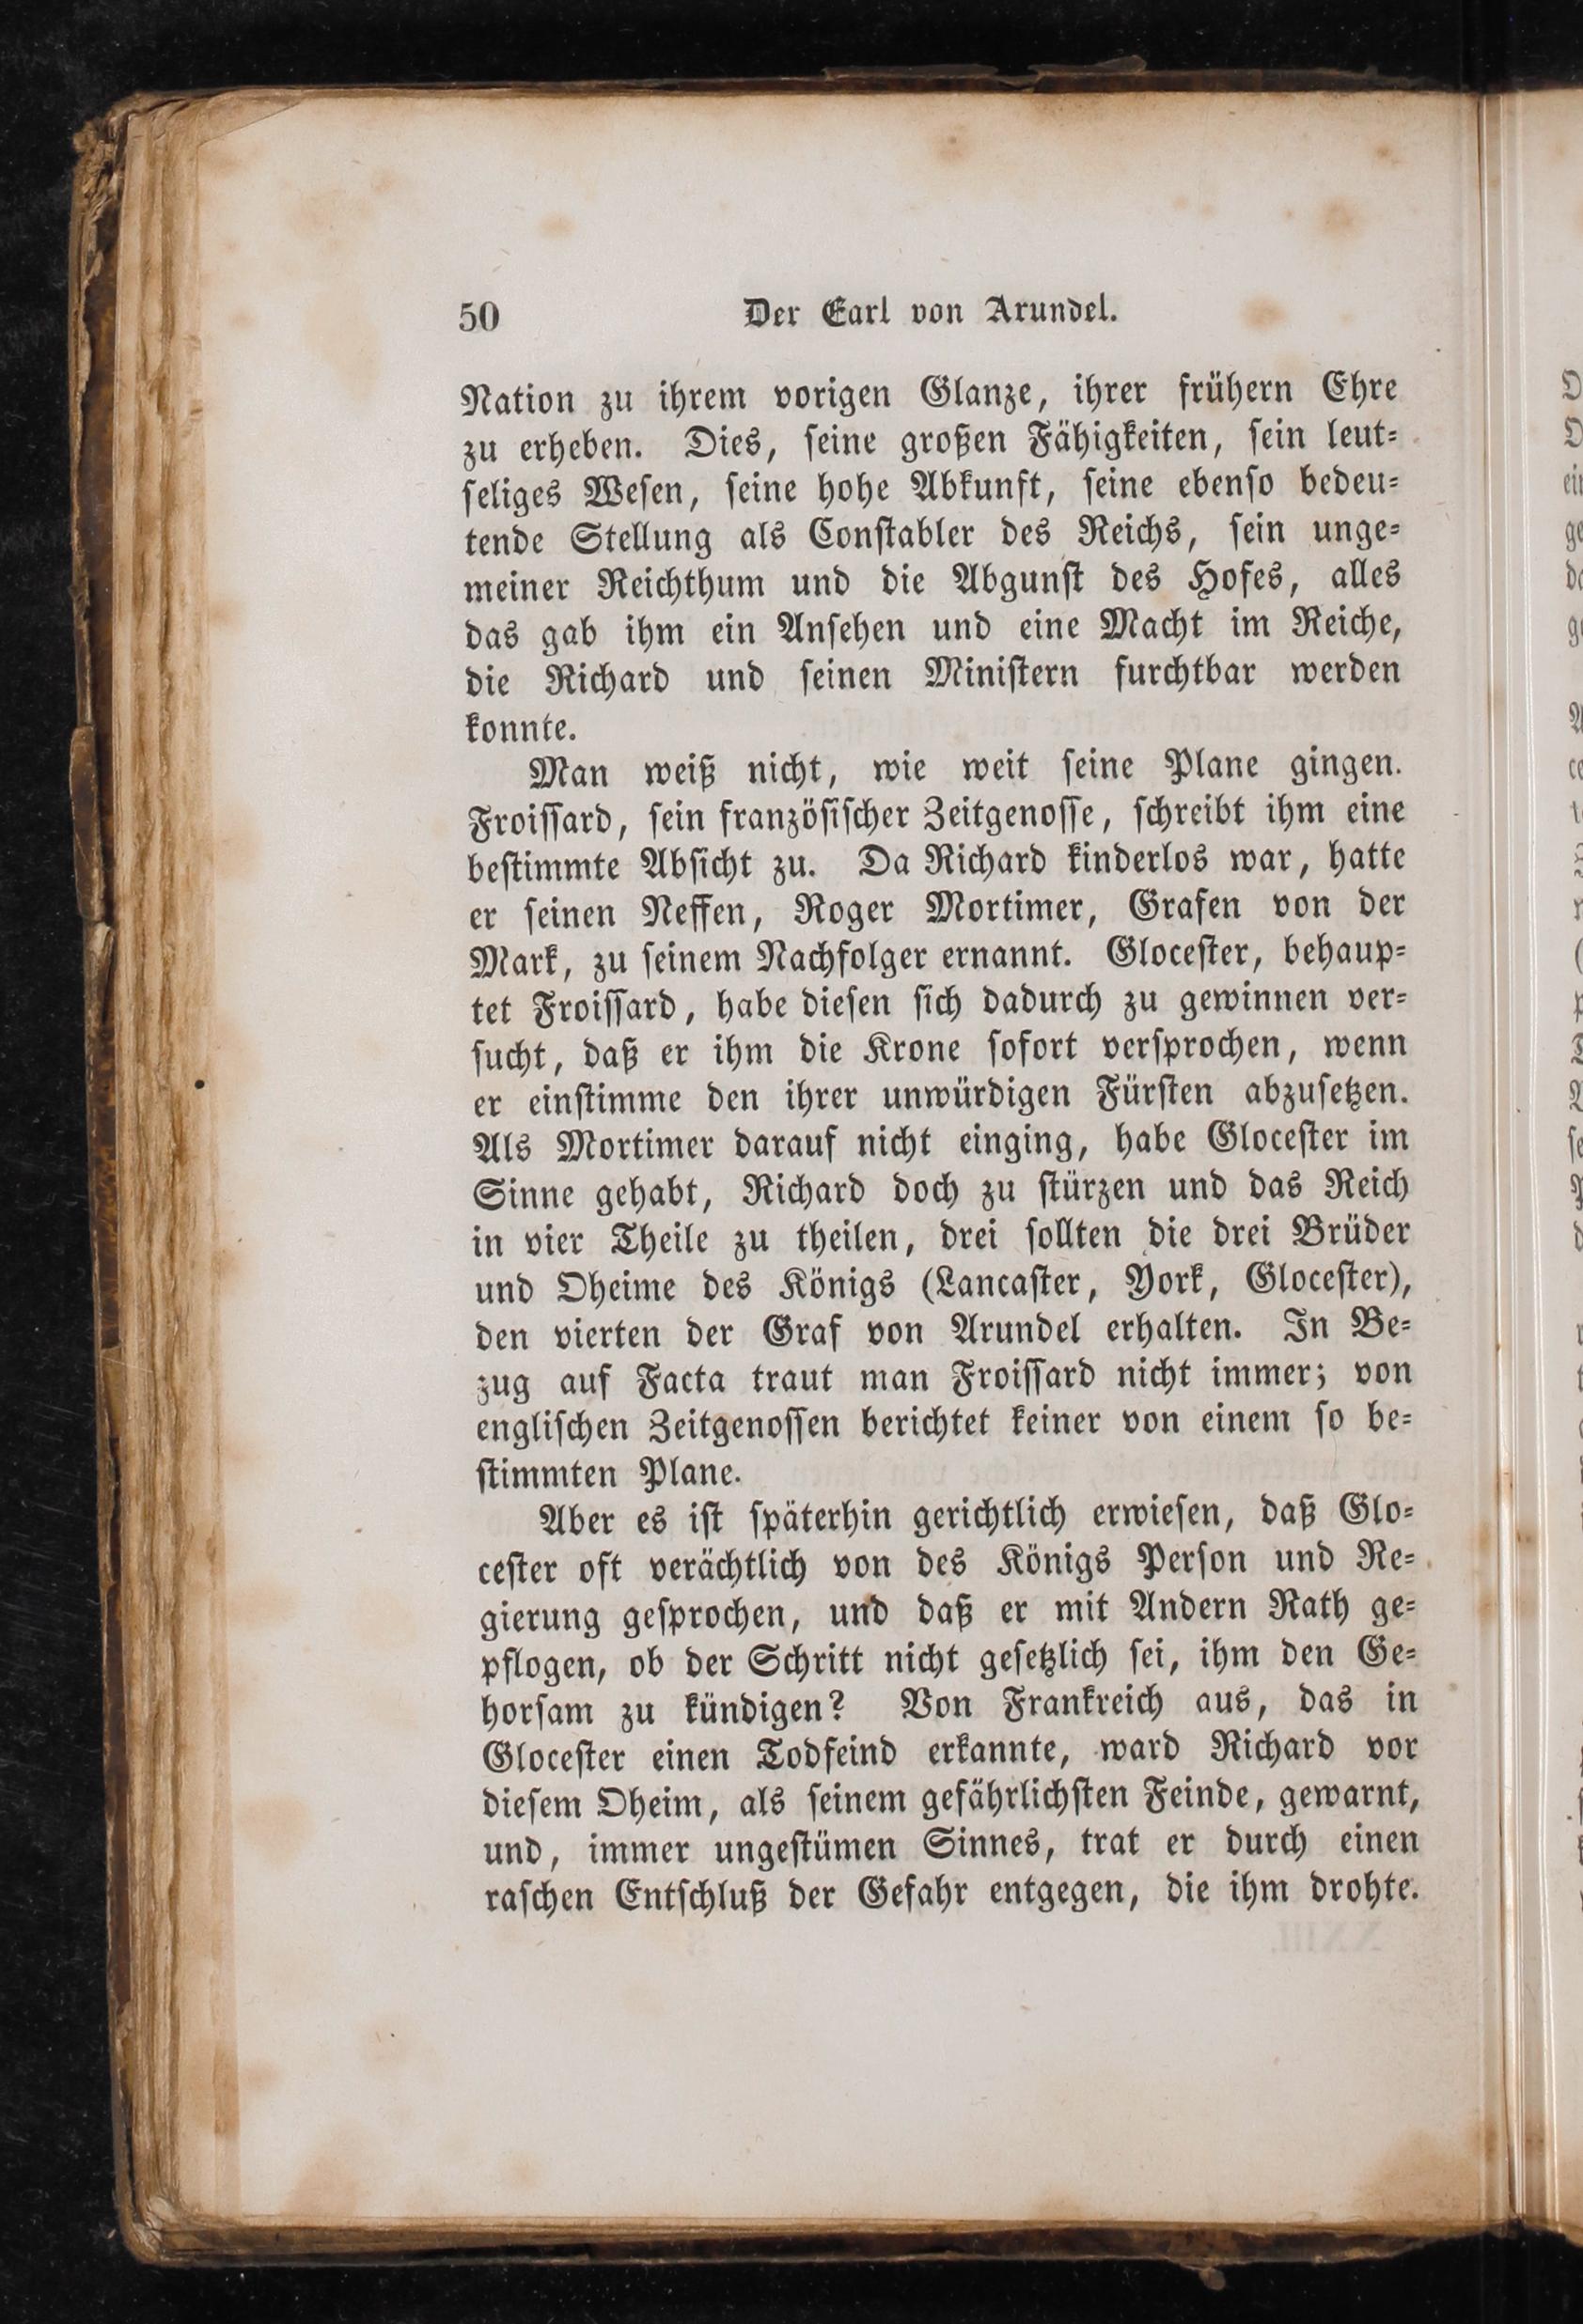 50 Der Earl von Arundel.
Nation zu ihrem vorigen Glanze, ihrer frühern Ehre
zu erheben. Dies, ſeine großen Fähigkeiten, ſein leut⸗
ſeliges Weſen, ſeine hohe Abkunft, ſeine ebenſo bedeu⸗
tende Stellung als Conſtabler des Reichs, ſein unge⸗
meiner Reichthum und die Abgunſt des Hofes, alles
das gab ihm ein Anſehen und eine Macht im Reiche,
die Richard und ſeinen Miniſtern furchtbar werden
konnte.
Man weiß nicht, wie weit ſeine Plane gingen.
Froiſſard, ſein franzöſiſcher Zeitgenoſſe, ſchreibt ihm eine
beſtimmte Abſicht zu. Da Richard kinderlos war, hatte
er ſeinen Neffen, Roger Mortimer, Grafen von der
Mark, zu ſeinem Nachfolger ernannt. Gloceſter, behaup⸗
tet Froiſſard, habe dieſen ſich dadurch zu gewinnen ver⸗
ſucht, daß er ihm die Krone ſofort verſprochen, wenn
er einſtimme den ihrer unwürdigen Fürſten abzuſetzen.
Als Mortimer darauf nicht einging, habe Gloceſter im
Sinne gehabt, Richard doch zu ſtürzen und das Reich
in vier Theile zu theilen, drei ſollten die drei Brüder
und Oheime des Königs (Lancaſter, York, Gloceſter),
den vierten der Graf von Arundel erhalten. In Be⸗
zug auf Facta traut man Froiſſard nicht immer; von
engliſchen Zeitgenoſſen berichtet keiner von einem ſo be⸗
ſtimmten Plane.
Aber es iſt ſpäterhin gerichtlich erwieſen, daß Glo⸗
ceſter oft verächtlich von des Königs Perſon und Re⸗
gierung geſprochen, und daß er mit Andern Rath ge⸗
pflogen, ob der Schritt nicht geſetzlich ſei, ihm den Ge⸗
horſam zu kündigen? Von Frankreich aus, das in
Gloceſter einen Todfeind erkannte, ward Richard vor
dieſem Oheim, als ſeinem gefährlichſten Feinde, gewarnt,
und, immer ungeſtümen Sinnes, trat er durch einen
raſchen Entſchluß der Gefahr entgegen, die ihm drohte.